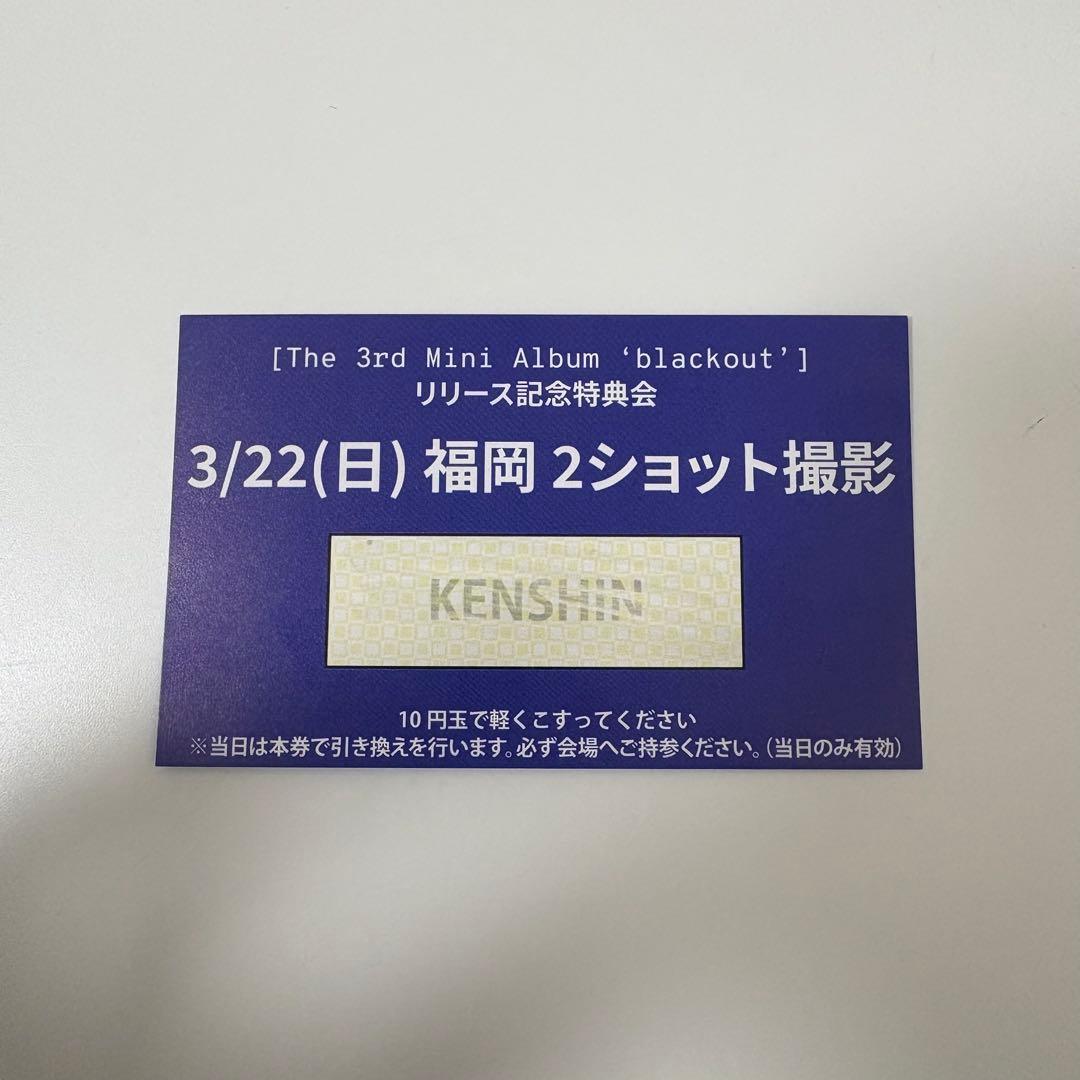 [The 3rd Mini Album ‘blackout’]
リリース記念特典会
3/22(日) 福岡 2ショット撮影
KENSHIN
10 円玉で軽くこすってください
※当日は本券で引き換えを行います。必ず会場へご持参ください。（当日のみ有効）